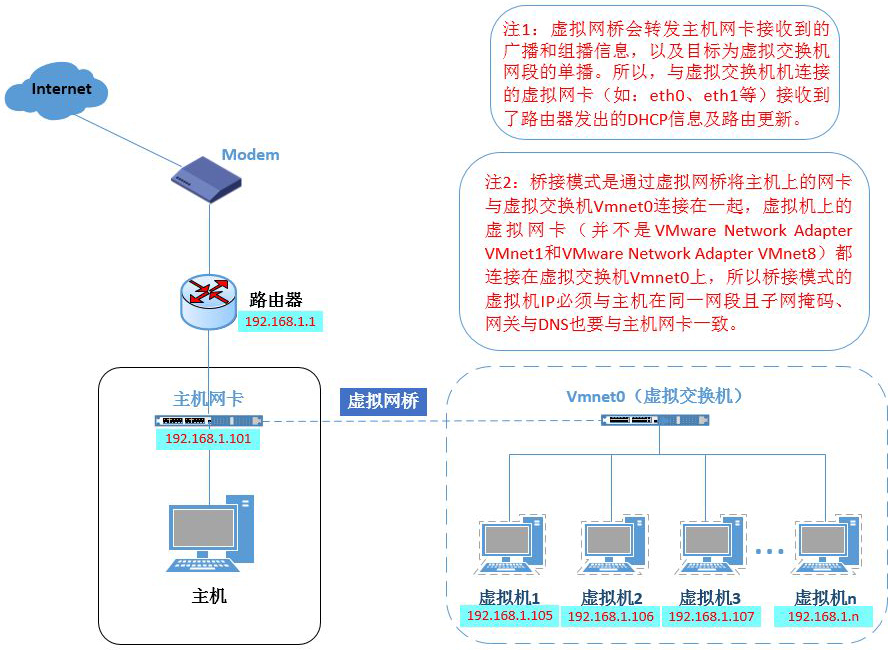 注1：虚拟网桥会转发主机网卡接收到的
广播和组播信息，以及目标为虚拟交换机
网段的单播。所以，与虚拟交换机机连接
的虚拟网卡（如：eth0、eth1等）接收到
了路由器发出的DHCP信息及路由更新。
Internet
Modem
注2：桥接模式是通过虚拟网桥将主机上的网卡
与虚拟交换机Vmnet0连接在一起，虚拟机上的
虚拟网卡（并不是VMware Network Adapter
VMnet1和VMware Network Adapter VMnet8）都
连接在虚拟交换机Vmnet0上，所以桥接模式的
虚拟机IP必须与主机在同一网段且子网掩码、
网关与DNS也要与主机网卡一致。
路由器
192.168.1.1
主机网卡
192.168.1.101
虚拟网桥
Vmnet0（虚拟交换机）
主机
虚拟机1
192.168.1.105
虚拟机2
192.168.1.106
虚拟机3
192.168.1.107
虚拟机n
192.168.1.n